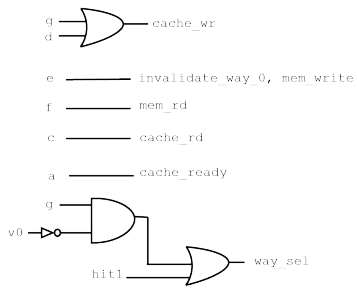 g
cache_wr
d
e invalidate_way_0, mem_write
f mem_rd
c cache_rd
a cache_ready
g
v0
way_sel
hit1